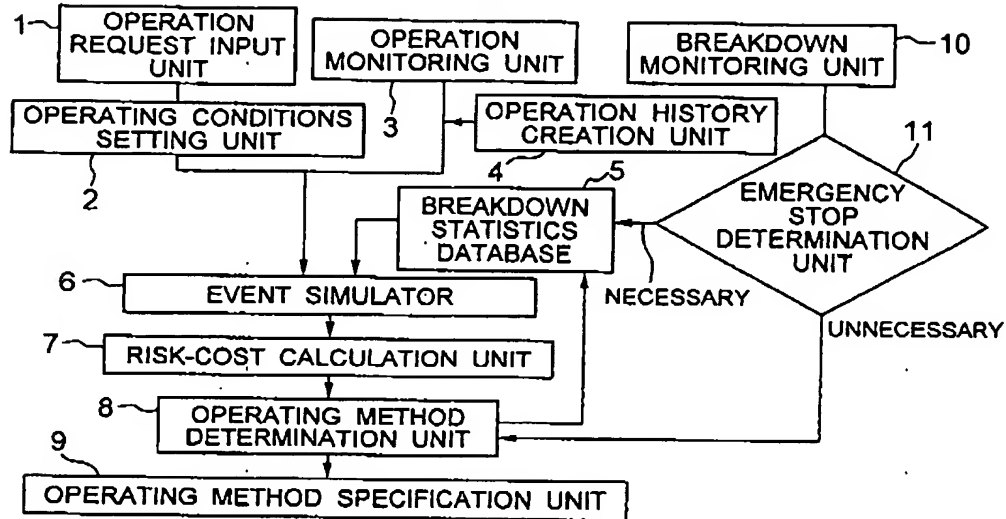 1
OPERATION
REQUEST INPUT
UNIT
OPERATION
MONITORING UNIT
3
BREAKDOWN
MONITORING UNIT
10
OPERATING CONDITIONS
SETTING UNIT
2
OPERATION HISTORY
CREATION UNIT
4
11
5
BREAKDOWN
STATISTICS
DATABASE
EMERGENCY
STOP
DETERMINATION
UNIT
NECESSARY
UNNECESSARY
6
EVENT SIMULATOR
7
RISK-COST CALCULATION UNIT
8
OPERATING METHOD
DETERMINATION UNIT
9
OPERATING METHOD SPECIFICATION UNIT